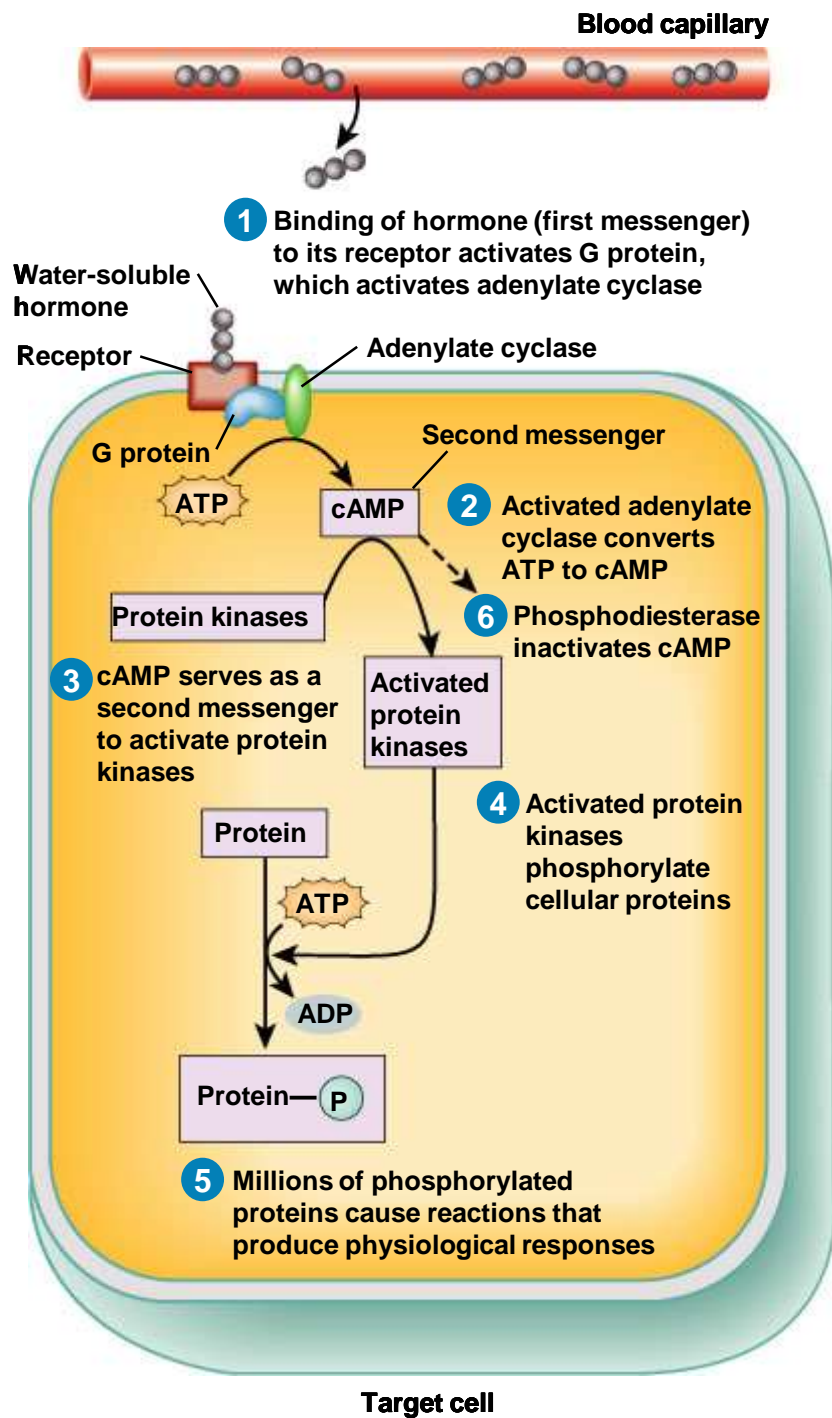 Blood capillary
1 Binding of hormone (first messenger)
to its receptor activates G protein,
which activates adenylate cyclase
Water-soluble
hormone
Receptor
Adenylate cyclase
G protein
Second messenger
ATP
cAMP
2 Activated adenylate
cyclase converts
ATP to cAMP
Protein kinases
6 Phosphodiesterase
inactivates cAMP
3 cAMP serves as a
second messenger
to activate protein
kinases
Activated
protein
kinases
4 Activated protein
kinases
phosphorylate
cellular proteins
Protein
ATP
ADP
Protein P
5 Millions of phosphorylated
proteins cause reactions that
produce physiological responses
Target cell